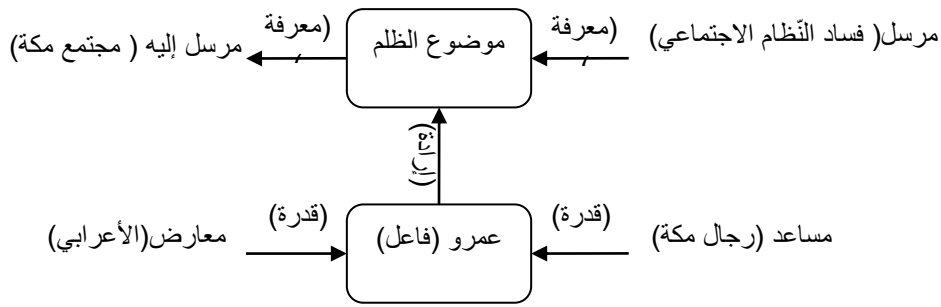 مرسل( فساد النّظام الاجتماعي)
(معرفة
موضوع الظلم
(معرفة
مرسل إليه ( مجتمع مكة)
(إرادة)
مساعد (رجال مكة)
(قدرة)
عمرو (فاعل)
(قدرة)
معارض(الأعرابي)